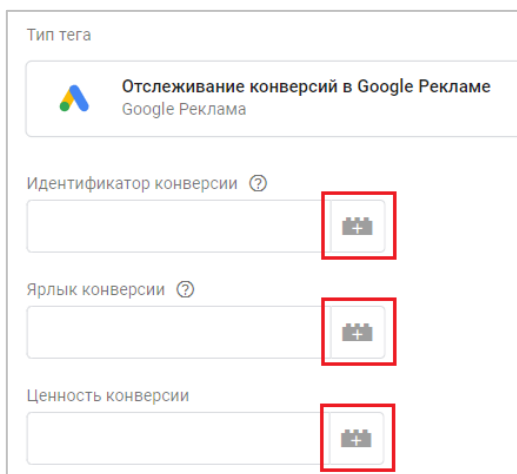 Тип тега
Отслеживание конверсий в Google Рекламе
Google Реклама
Идентификатор конверсии
Ярлык конверсии
Ценность конверсии